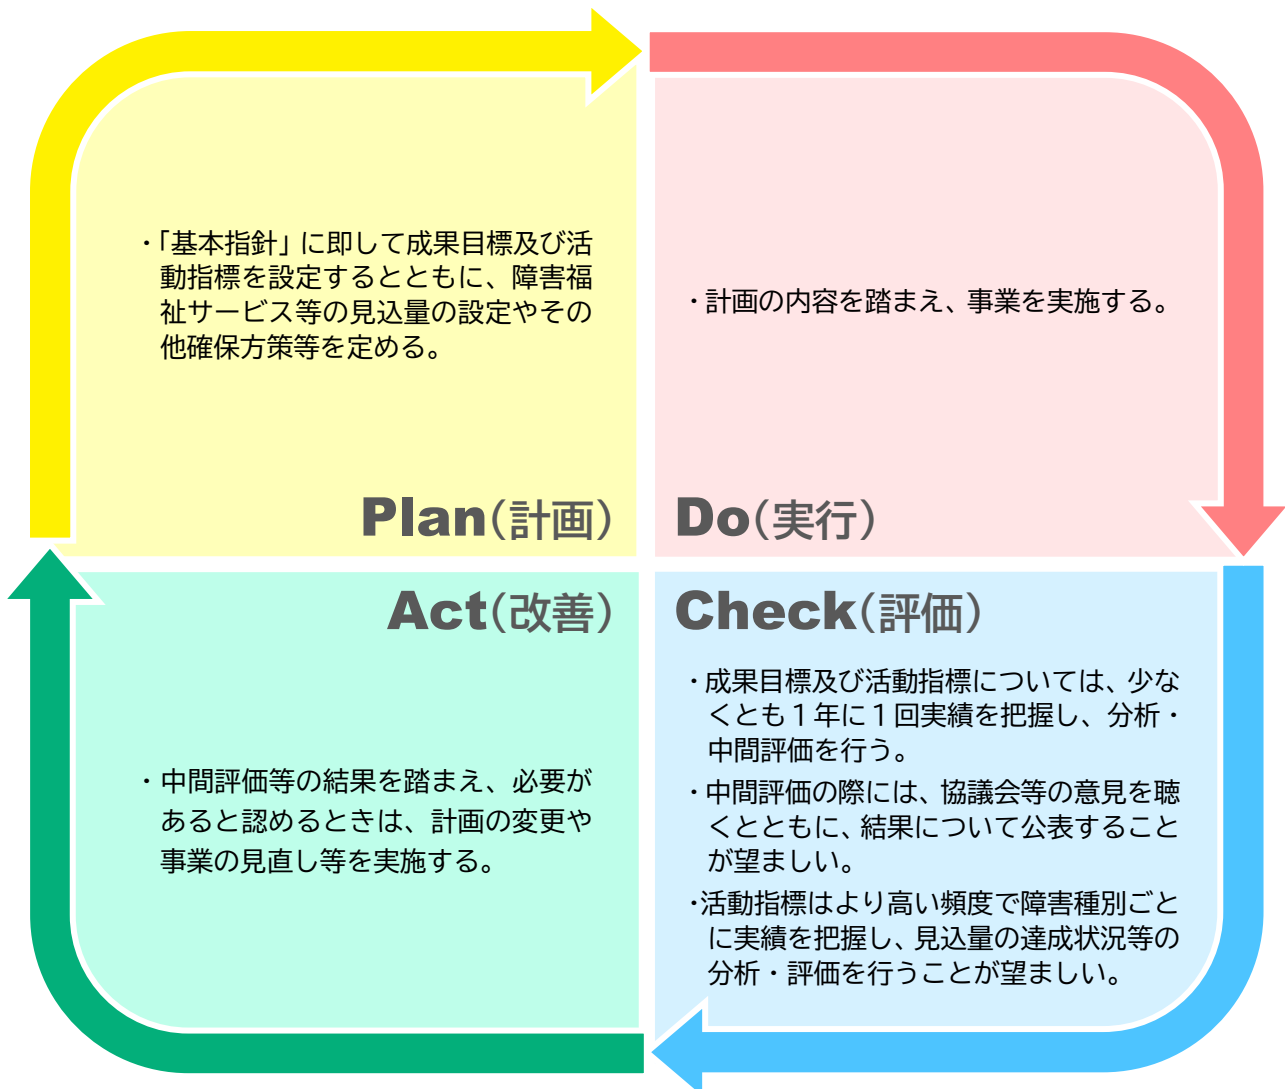 ・「基本指針」に即して成果目標及び活
動指標を設定するとともに、障害福
祉サービス等の見込量の設定やその
他確保方策等を定める。
Plan(計画)
・計画の内容を踏まえ、事業を実施する。
Do(実行)
Act(改善)
・中間評価等の結果を踏まえ、必要が
あると認めるときは、計画の変更や
事業の見直し等を実施する。
Check(評価)
・成果目標及び活動指標については、少な
くとも１年に１回実績を把握し、分析・
中間評価を行う。
・中間評価の際には、協議会等の意見を聴
くとともに、結果について公表すること
が望ましい。
・活動指標はより高い頻度で障害種別ごと
に実績を把握し、見込量の達成状況等の
分析・評価を行うことが望ましい。